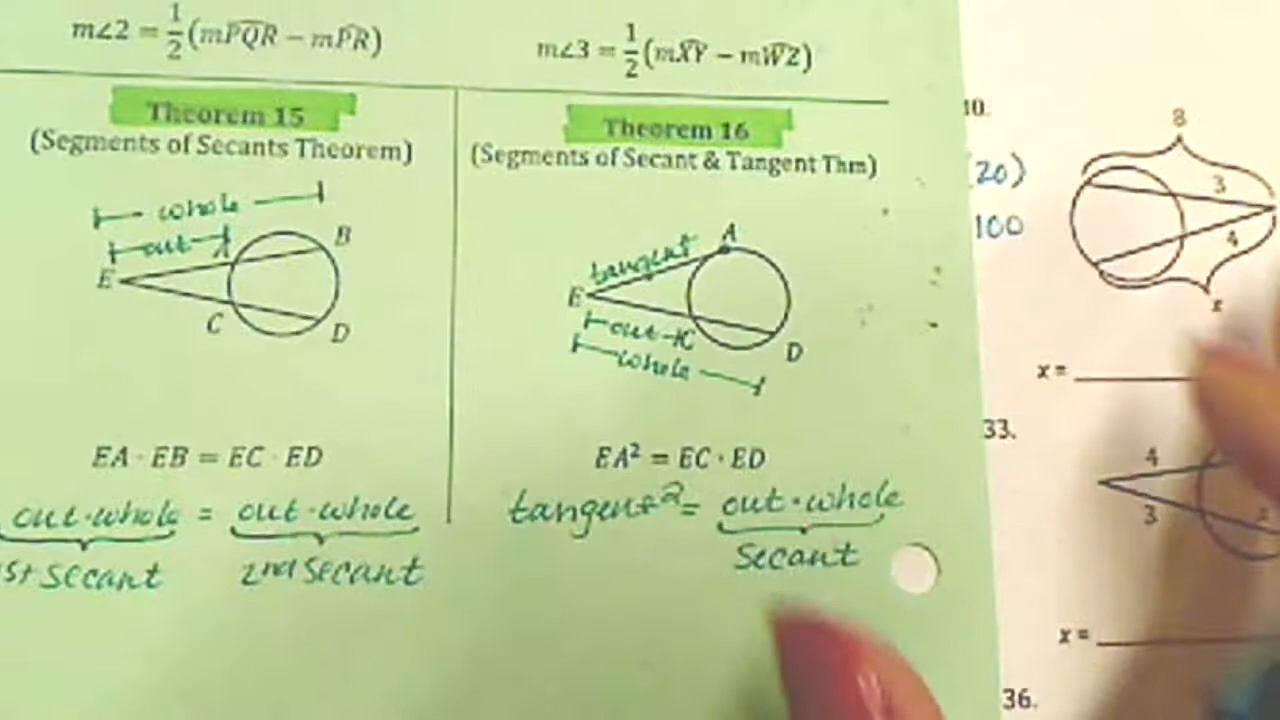 m∠2 = 1/2(mPQR − mPR)
m∠3 = 1/2(mXY − mWZ)
Theorem 15
(Segments of Secants Theorem)
whole
out
A
B
E
C
D
EA · EB = EC · ED
out·whole = out·whole
1st secant 2nd secant
Theorem 16
(Segments of Secant & Tangent Thm)
A
tangent
E
out
C
whole
D
EA² = EC · ED
tangent² = out·whole
secant
(20)
100
8
3
4
x
x =
33.
4
3
x =
36.